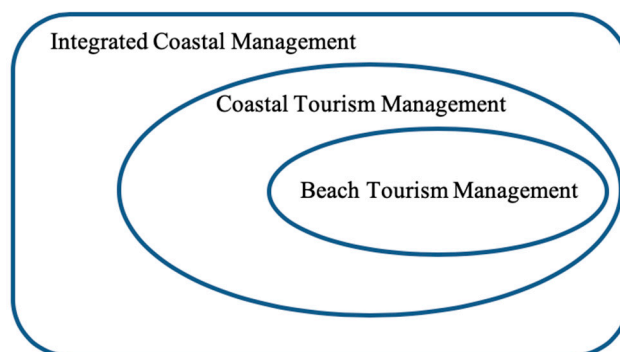 Integrated Coastal Management
Coastal Tourism Management
Beach Tourism Management